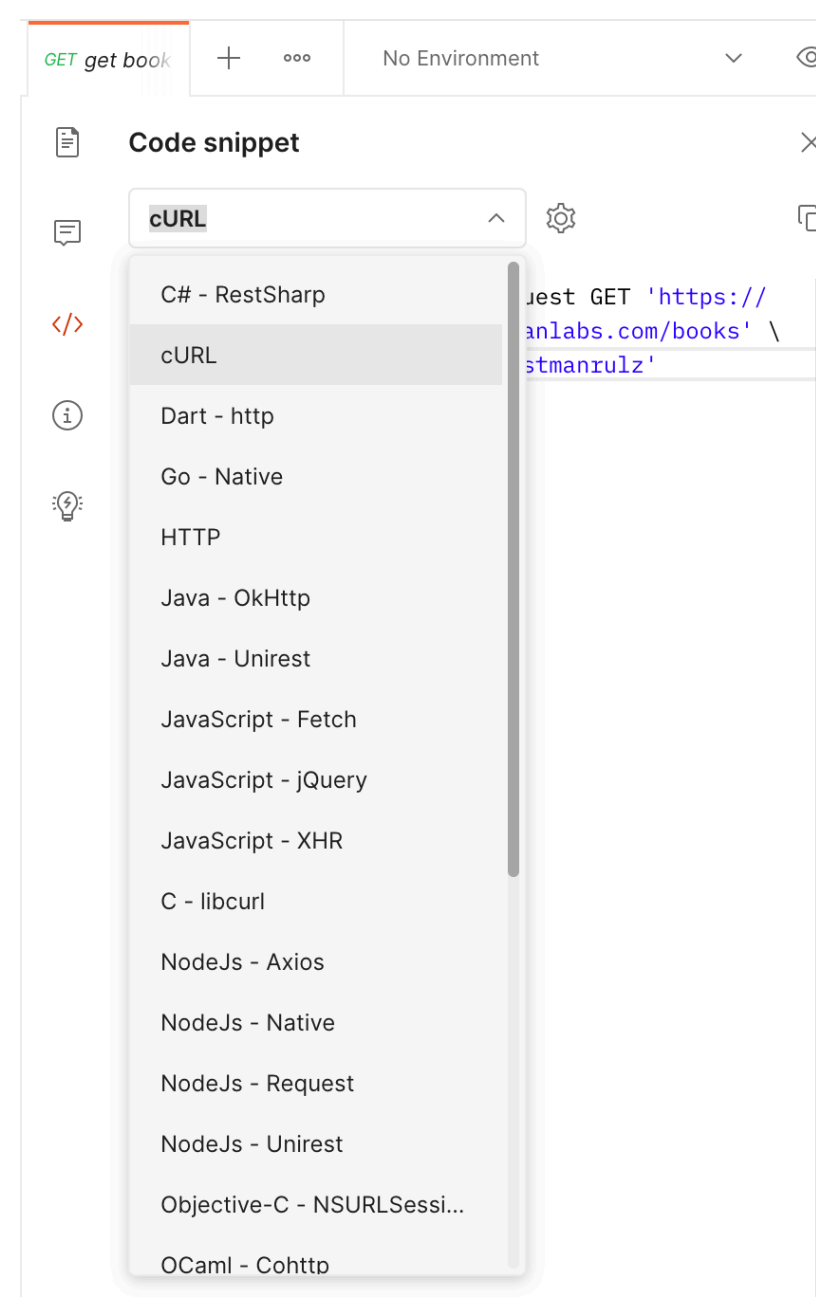 GET get book
No Environment
Code snippet
cURL
C# - RestSharp
cURL
Dart - http
Go - Native
HTTP
Java - OkHttp
Java - Unirest
JavaScript - Fetch
JavaScript - jQuery
JavaScript - XHR
C - libcurl
NodeJs - Axios
NodeJs - Native
NodeJs - Request
NodeJs - Unirest
Objective-C - NSURLSessi...
OCaml - Cohttp
uest GET 'https://
anlabs.com/books' \
stmanrulz'